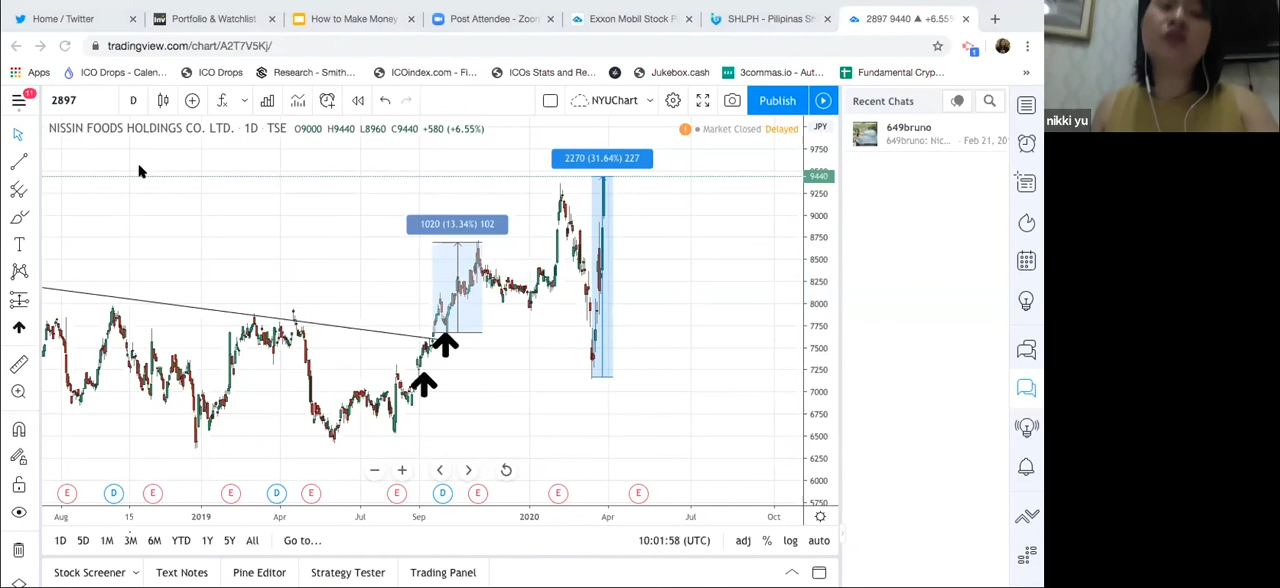 Home / Twitter
Portfolio & Watchlist
How to Make Money
Post Attendee - Zoo
Exxon Mobil Stock P
SHLPH - Pilipinas S
2897 9440 ▲ +6.55%
tradingview.com/chart/A2T7V5Kj/
Apps
ICO Drops - Calen...
ICO Drops
Research - Smith...
ICOindex.com - Fi...
ICOs Stats and Re...
Jukebox.cash
3commas.io - Aut...
Fundamental Cryp...
»
11
2897
D
NYUChart
Publish
Recent Chats
NISSIN FOODS HOLDINGS CO. LTD. · 1D · TSE O9000 H9440 L8960 C9440 +580 (+6.55%)
Market Closed Delayed
JPY
649bruno
649bruno: Nic... · Feb 21, 20
nikki yu
2270 (31.64%) 227
1020 (13.34%) 102
9750
9440
9250
9000
8750
8500
8250
8000
7750
7500
7250
7000
6750
6500
6250
6000
5750
E
D
E
E
D
E
E
D
E
E
E
Aug
15
2019
Apr
Jul
Sep
2020
Apr
Jul
Oct
1D
5D
1M
3M
6M
YTD
1Y
5Y
All
Go to...
10:01:58 (UTC)
adj
%
log
auto
Stock Screener
Text Notes
Pine Editor
Strategy Tester
Trading Panel